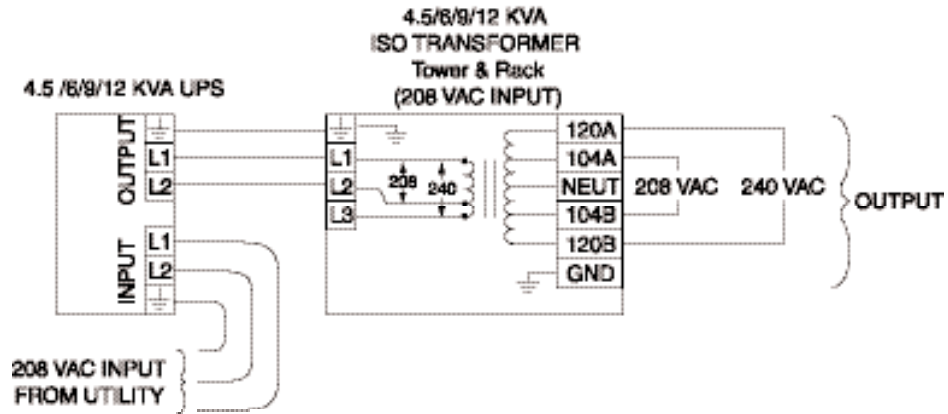 4.5/6/9/12 KVA
ISO TRANSFORMER
Tower & Rack
(208 VAC INPUT)
4.5 /6/9/12 KVA UPS
OUTPUT
L1
L2
INPUT
L1
L2
L1
L2
L3
208
240
120A
104A
NEUT
104B
120B
GND
208 VAC
240 VAC
OUTPUT
208 VAC INPUT
FROM UTILITY